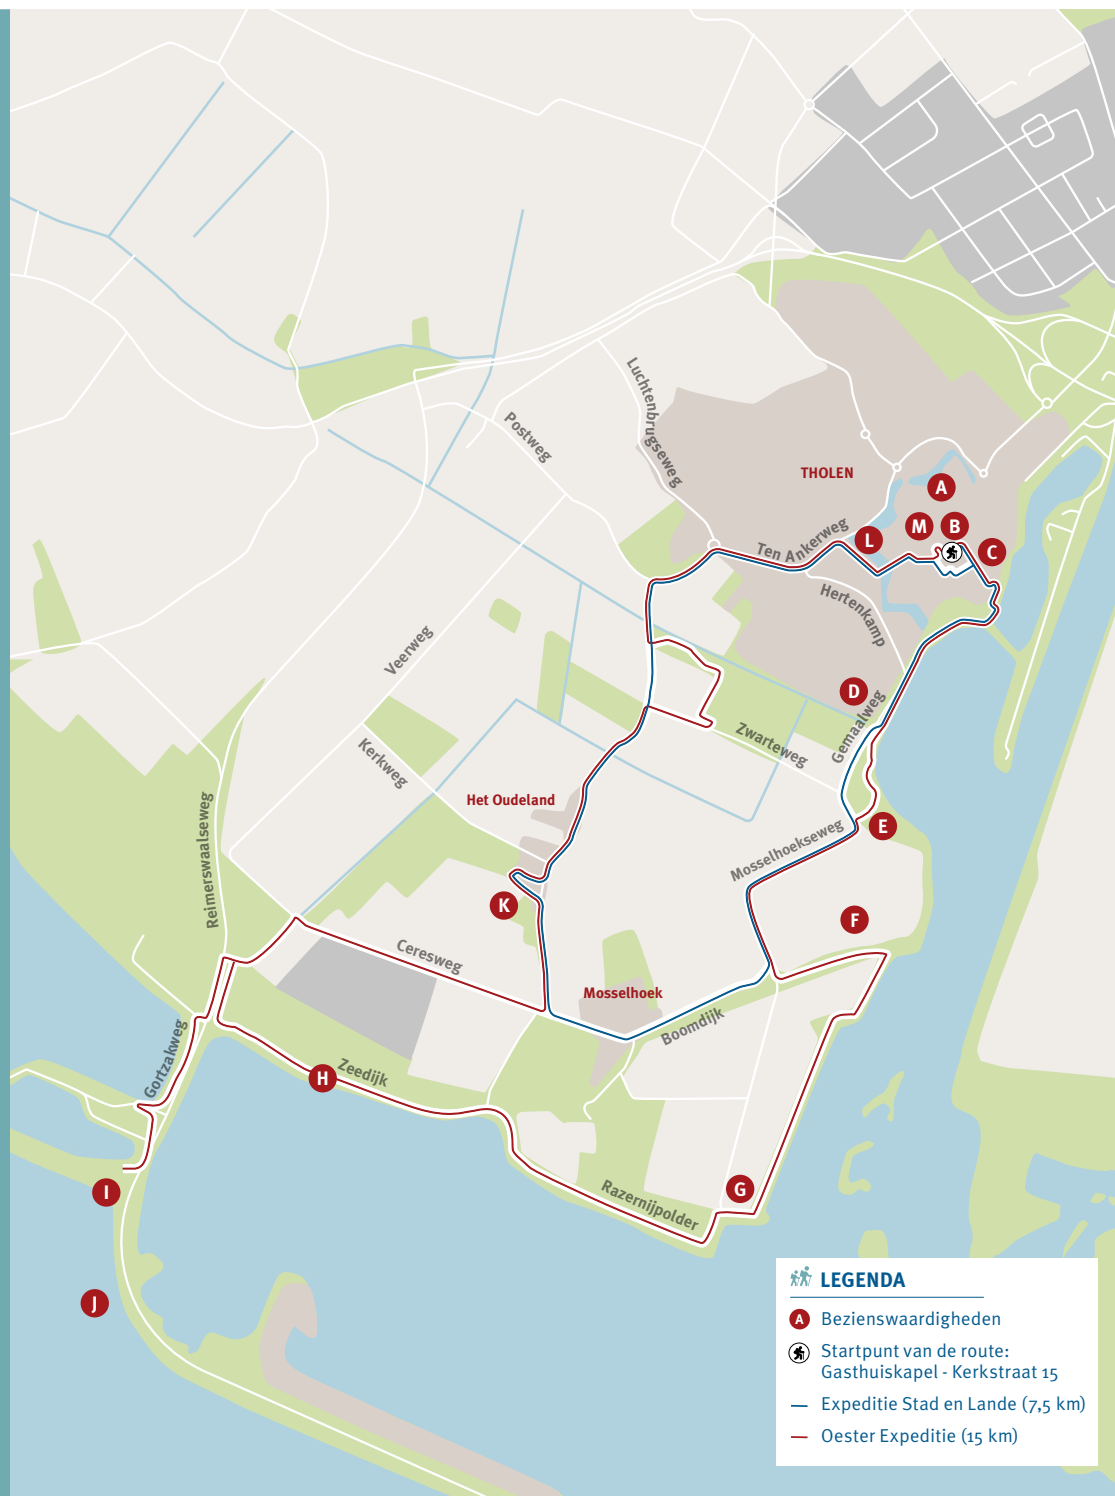 Luchtenbrugseweg
Postweg
THOLEN
A
M
B
Ten Ankerweg
L
C
Hertenkamp
Veerweg
D
Gemaalweg
Zwarteweg
Kerkweg
Het Oudeland
Reimerswaalseweg
E
Mosselhoekseweg
K
F
Ceresweg
Mosselhoek
Boomdijk
Gortzakweg
H
Zeedijk
I
G
Razernijpolder
J
LEGENDA
A Bezienswaardigheden
Startpunt van de route:
Gasthuiskapel - Kerkstraat 15
Expeditie Stad en Lande (7,5 km)
Oester Expeditie (15 km)